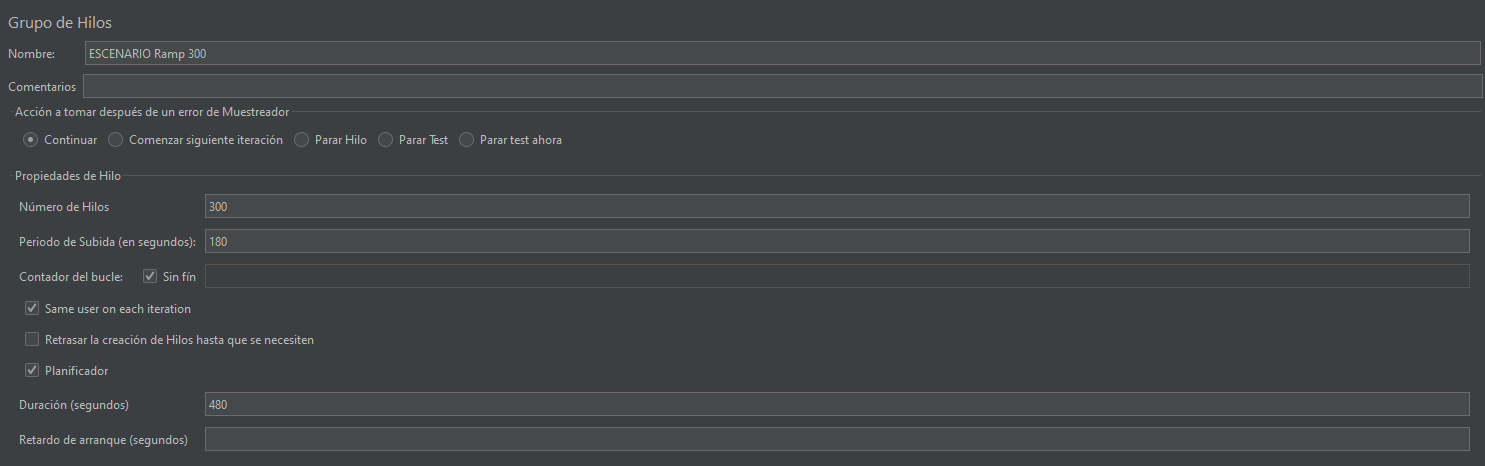 Grupo de Hilos
Nombre: ESCENARIO Ramp 300
Comentarios
Acción a tomar después de un error de Muestreador
Continuar Comenzar siguiente iteración Parar Hilo Parar Test Parar test ahora
Propiedades de Hilo
Número de Hilos 300
Periodo de Subida (en segundos): 180
Contador del bucle: Sin fín
Same user on each iteration
Retrasar la creación de Hilos hasta que se necesiten
Planificador
Duración (segundos) 480
Retardo de arranque (segundos)